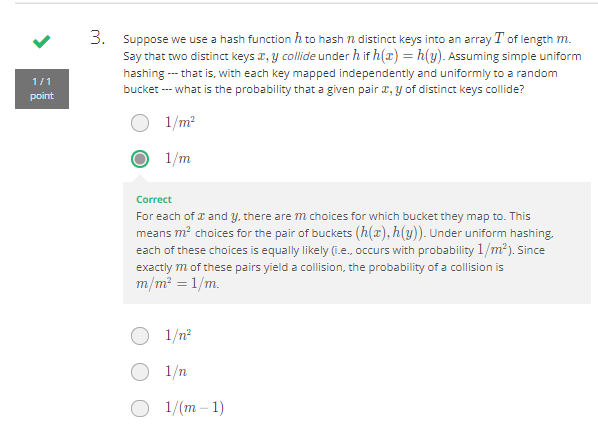 3. Suppose we use a hash function h to hash n distinct keys into an array T of length m.
Say that two distinct keys x, y collide under h if h(x) = h(y). Assuming simple uniform
hashing --- that is, with each key mapped independently and uniformly to a random
bucket --- what is the probability that a given pair x, y of distinct keys collide?
1 / 1
point
1/m²
1/m
Correct
For each of x and y, there are m choices for which bucket they map to. This
means m² choices for the pair of buckets (h(x), h(y)). Under uniform hashing,
each of these choices is equally likely (i.e., occurs with probability 1/m²). Since
exactly m of these pairs yield a collision, the probability of a collision is
m/m² = 1/m.
1/n²
1/n
1/(m − 1)